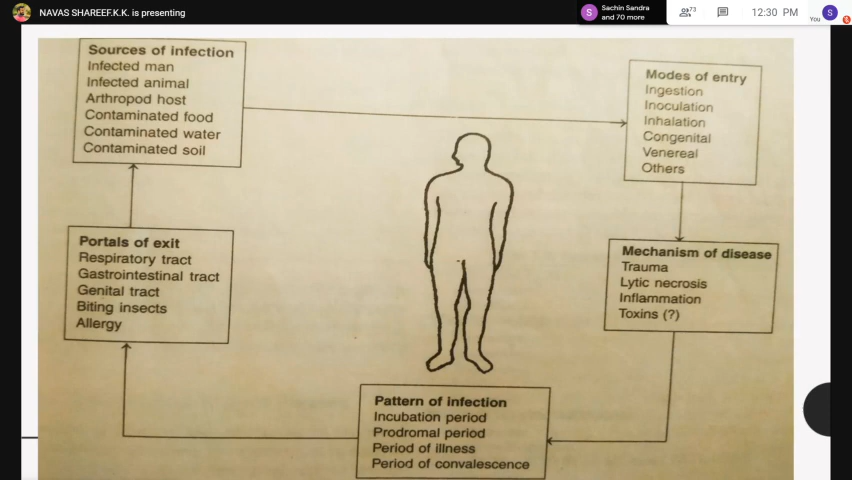 NAVAS SHAREEF.K.K. is presenting
S
Sachin Sandra
and 70 more
73
12:30 PM
You
S
Sources of infection
Infected man
Infected animal
Arthropod host
Contaminated food
Contaminated water
Contaminated soil
Modes of entry
Ingestion
Inoculation
Inhalation
Congenital
Venereal
Others
Portals of exit
Respiratory tract
Gastrointestinal tract
Genital tract
Biting insects
Allergy
Mechanism of disease
Trauma
Lytic necrosis
Inflammation
Toxins (?)
Pattern of infection
Incubation period
Prodromal period
Period of illness
Period of convalescence